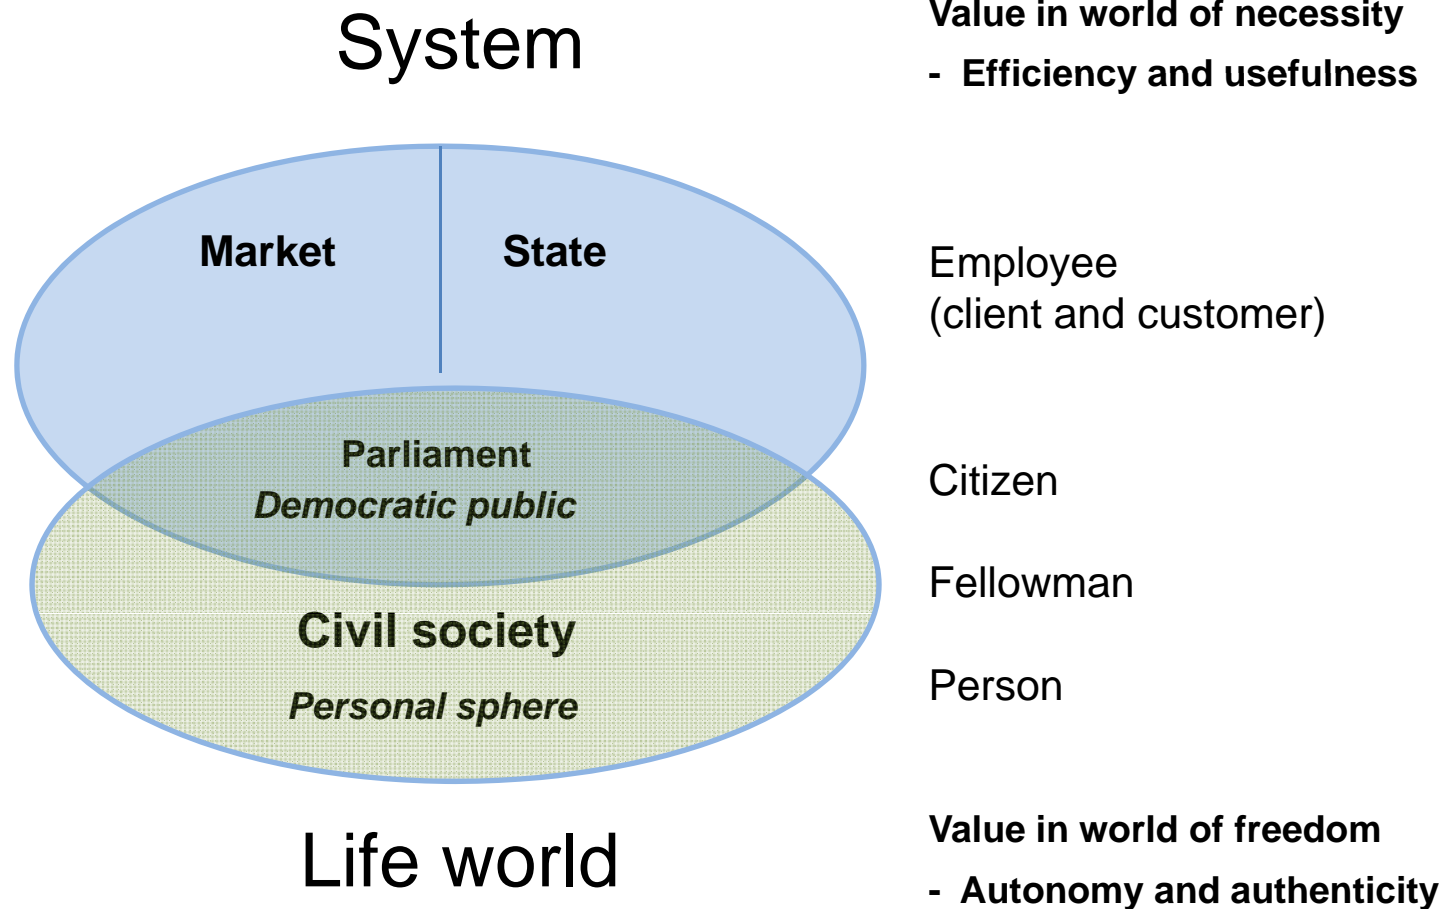 System
Value in world of necessity
- Efficiency and usefulness
Market
State
Employee
(client and customer)
Parliament
Democratic public
Citizen
Fellowman
Civil society
Personal sphere
Person
Life world
Value in world of freedom
- Autonomy and authenticity